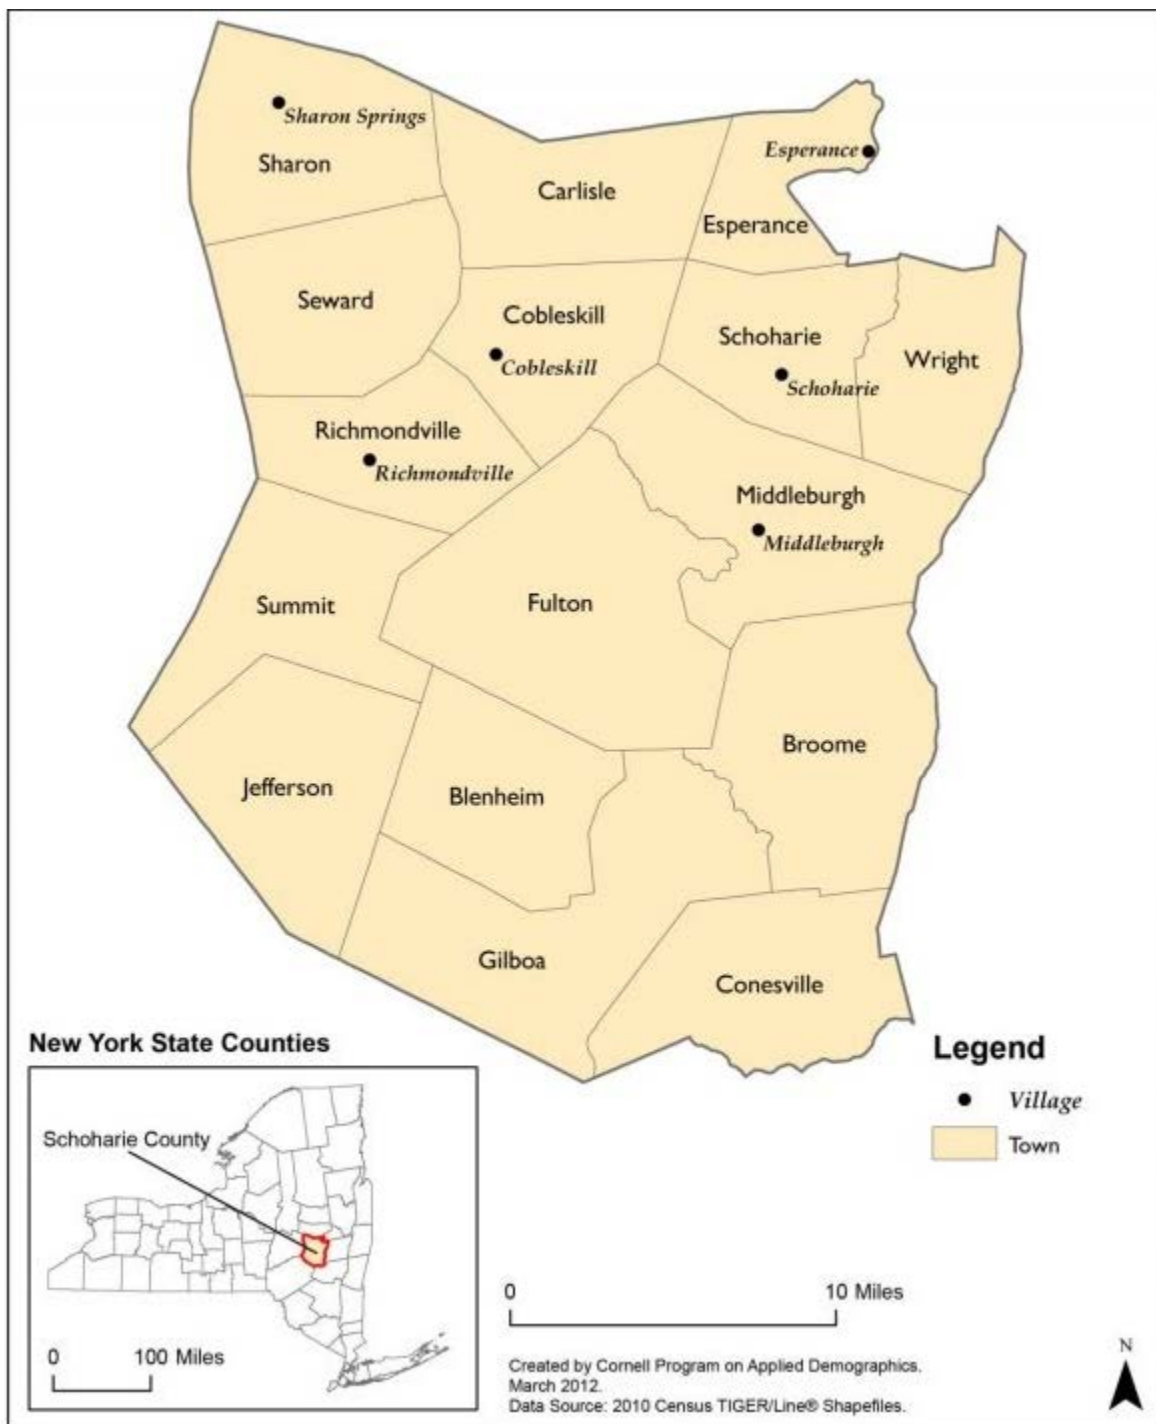 Sharon Springs
Sharon
Esperance
Carlisle
Esperance
Seward
Cobleskill
Cobleskill
Schoharie
Schoharie
Wright
Richmondville
Richmondville
Middleburgh
Middleburgh
Summit
Fulton
Broome
Jefferson
Blenheim
Gilboa
Conesville
New York State Counties
Schoharie County
0 100 Miles
Legend
Village
Town
0 10 Miles
Created by Cornell Program on Applied Demographics.
March 2012.
Data Source: 2010 Census TIGER/Line® Shapefiles.
N